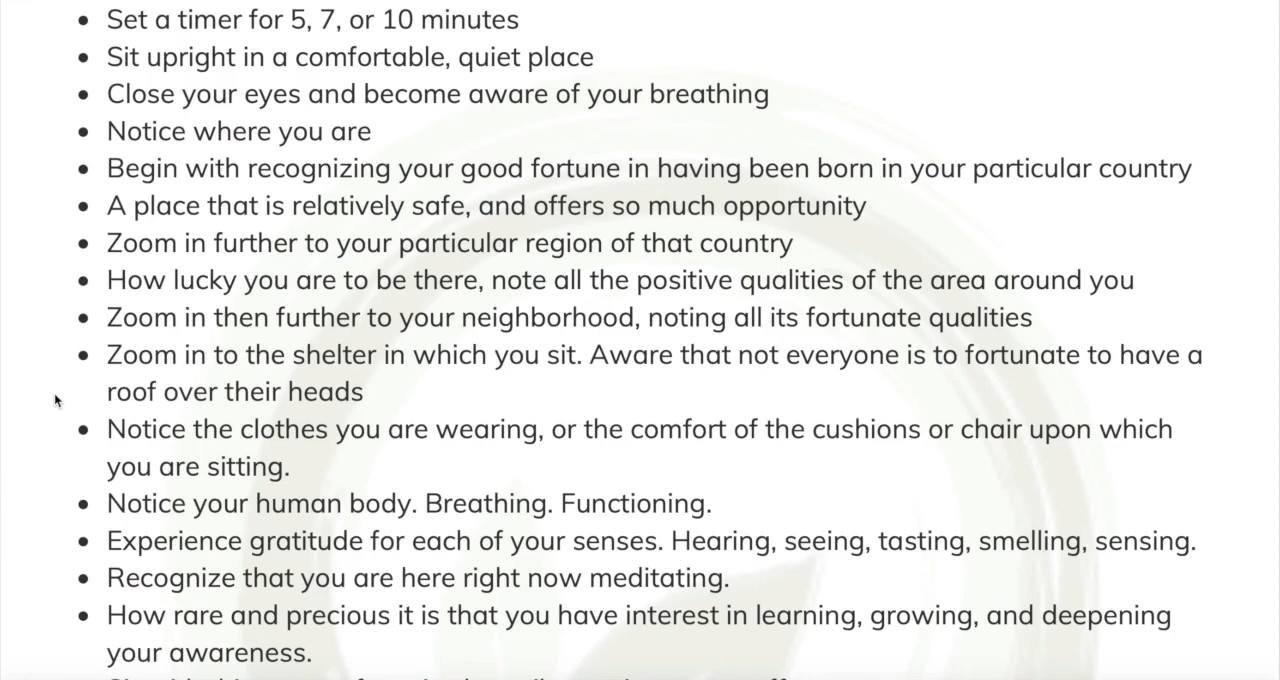 • Set a timer for 5, 7, or 10 minutes
• Sit upright in a comfortable, quiet place
• Close your eyes and become aware of your breathing
• Notice where you are
• Begin with recognizing your good fortune in having been born in your particular country
• A place that is relatively safe, and offers so much opportunity
• Zoom in further to your particular region of that country
• How lucky you are to be there, note all the positive qualities of the area around you
• Zoom in then further to your neighborhood, noting all its fortunate qualities
• Zoom in to the shelter in which you sit. Aware that not everyone is to fortunate to have a
roof over their heads
• Notice the clothes you are wearing, or the comfort of the cushions or chair upon which
you are sitting.
• Notice your human body. Breathing. Functioning.
• Experience gratitude for each of your senses. Hearing, seeing, tasting, smelling, sensing.
• Recognize that you are here right now meditating.
• How rare and precious it is that you have interest in learning, growing, and deepening
your awareness.